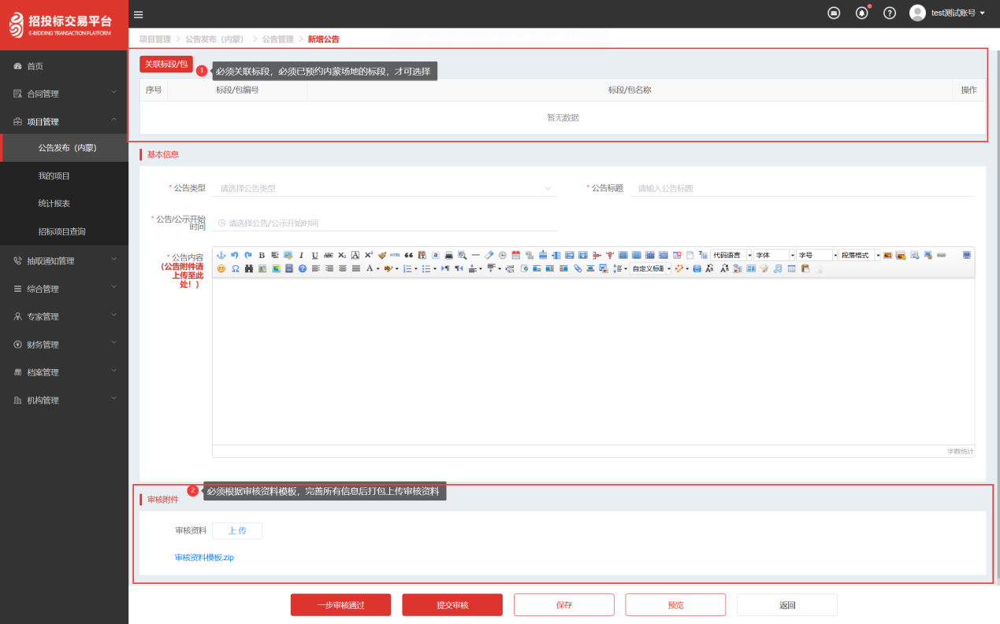 招投标交易平台
E-BIDDING TRANSACTION PLATFORM
test测试账号
项目管理 > 公告发布（内蒙） > 公告管理 > 新增公告
首页
合同管理
项目管理
公告发布（内蒙）
我的项目
统计报表
招标项目查询
抽取通知管理
综合管理
专家管理
财务管理
档案管理
机构管理
关联标段/包
1 必须关联标段，必须已预约内蒙场地的标段，才可选择
序号 标段/包编号 标段/包名称 操作
暂无数据
基本信息
* 公告类型 请选择公告类型
* 公告标题 请输入公告标题
* 公告/公示开始
时间
请选择公告/公示开始时间
* 公告内容
（公告附件请
上传至此
处！）
代码语言 字体 字号 段落格式
自定义标题
字数统计
2 必须根据审核资料模板，完善所有信息后打包上传审核资料
审核附件
审核资料 上传
审核资料模板.zip
一步审核通过 提交审核 保存 预览 返回